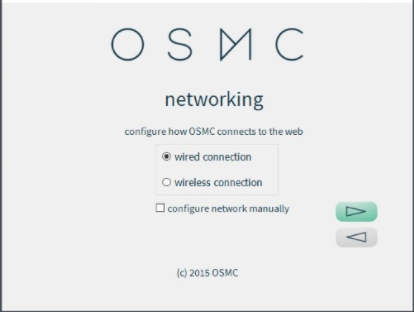 OSMC
networking
configure how OSMC connects to the web
wired connection
wireless connection
configure network manually
(c) 2015 OSMC